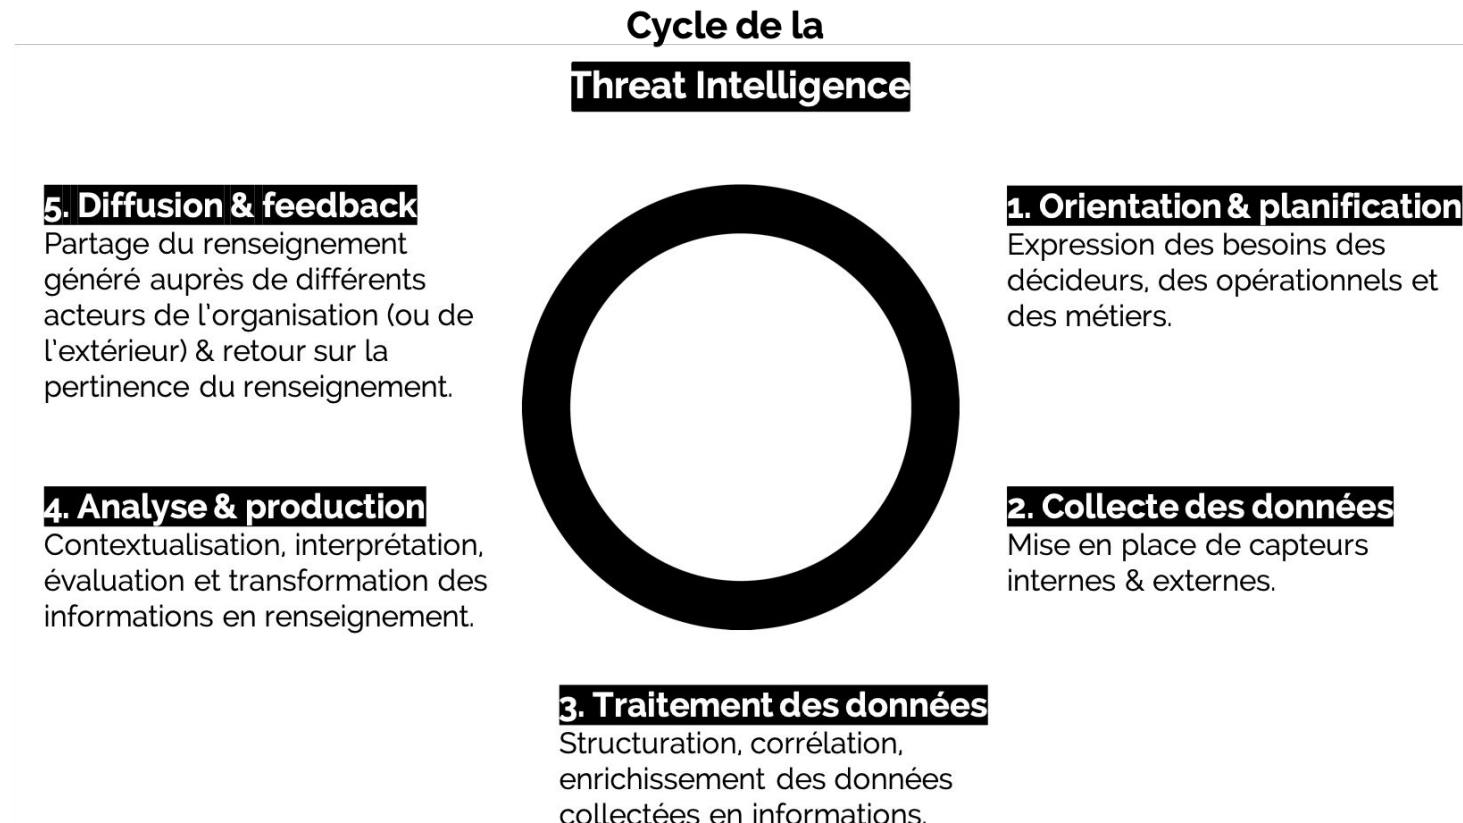 Cycle de la
Threat Intelligence
1. Orientation & planification
Expression des besoins des
décideurs, des opérationnels et
des métiers.
2. Collecte des données
Mise en place de capteurs
internes & externes.
3. Traitement des données
Structuration, corrélation,
enrichissement des données
collectées en informations.
4. Analyse & production
Contextualisation, interprétation,
évaluation et transformation des
informations en renseignement.
5. Diffusion & feedback
Partage du renseignement
généré auprès de différents
acteurs de l'organisation (ou de
l'extérieur) & retour sur la
pertinence du renseignement.